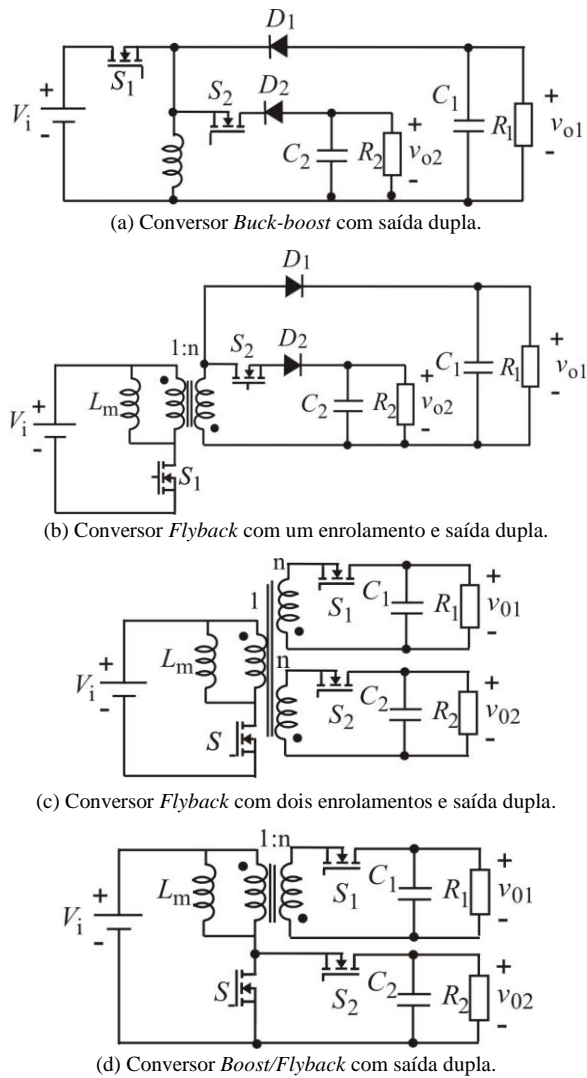 D1
Vi
+
-
S1
S2
D2
C2
R2
+
vo2
-
C1
R1
+
vo1
-
(a) Conversor Buck-boost com saída dupla.
D1
1:n
S2
D2
Vi
+
-
Lm
S1
C2
R2
+
vo2
-
C1
R1
+
vo1
-
(b) Conversor Flyback com um enrolamento e saída dupla.
n
1
S1
C1
R1
+
v01
-
Vi
+
-
Lm
n
S
S2
C2
R2
+
v02
-
(c) Conversor Flyback com dois enrolamentos e saída dupla.
1:n
Vi
+
-
Lm
S1
C1
R1
+
v01
-
S
S2
C2
R2
+
v02
-
(d) Conversor Boost/Flyback com saída dupla.